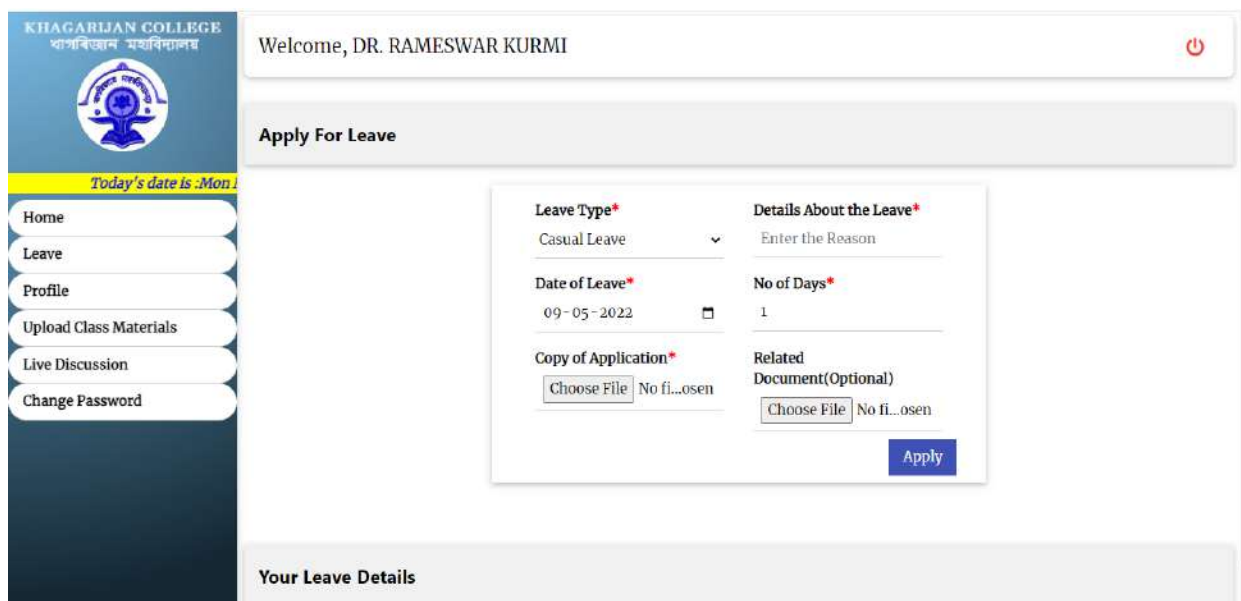 KHAGARIJAN COLLEGE
খাগৰিজান মহাবিদ্যালয়
Today's date is :Mon
Home
Leave
Profile
Upload Class Materials
Live Discussion
Change Password
Welcome, DR. RAMESWAR KURMI
Apply For Leave
Leave Type* Details About the Leave*
Casual Leave Enter the Reason
Date of Leave* No of Days*
09-05-2022 1
Copy of Application* Related
Document(Optional)
Choose File No fi...osen
Choose File No fi...osen
Apply
Your Leave Details